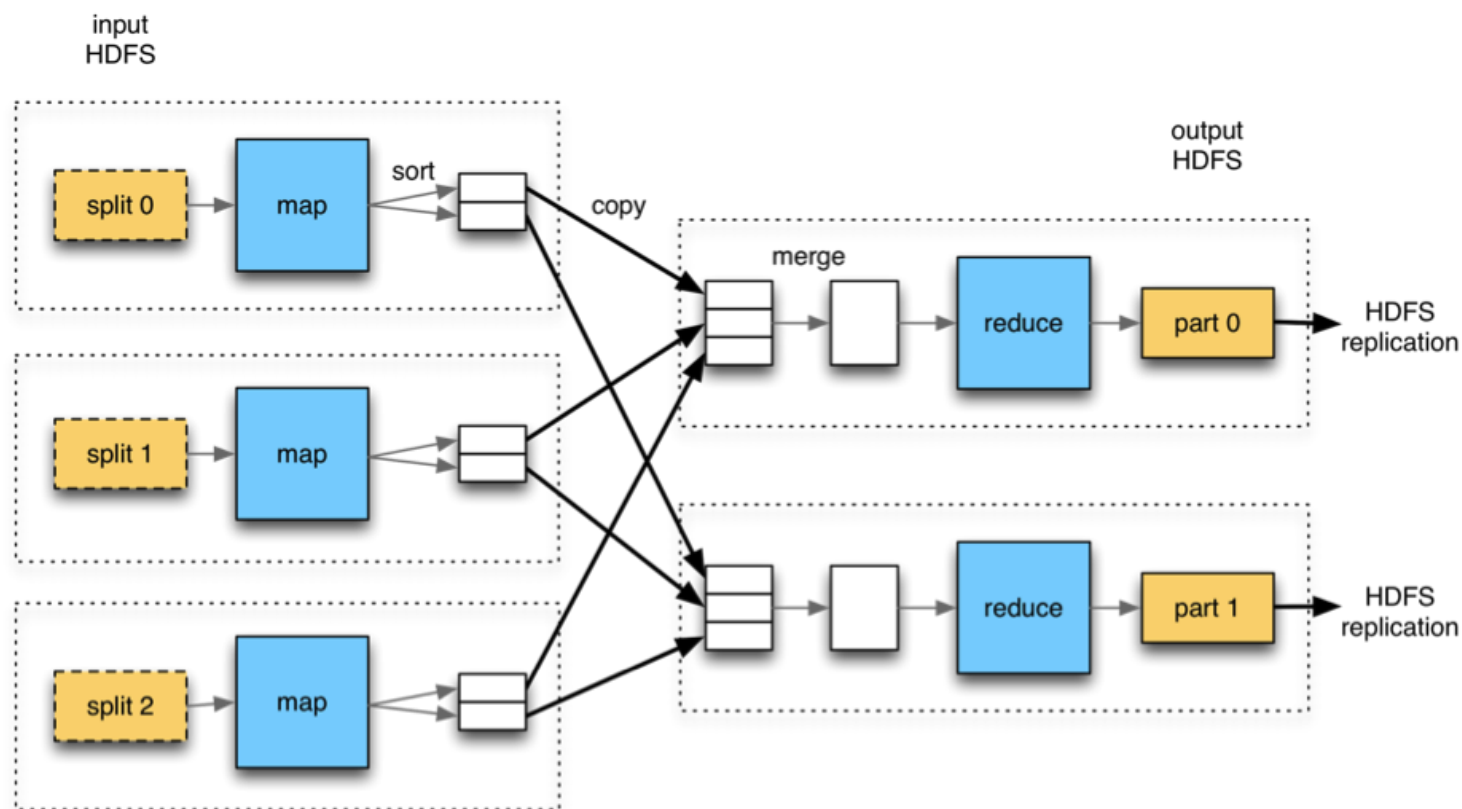 input
HDFS
output
HDFS
split 0
map
sort
copy
merge
reduce
part 0
HDFS
replication
split 1
map
split 2
map
reduce
part 1
HDFS
replication